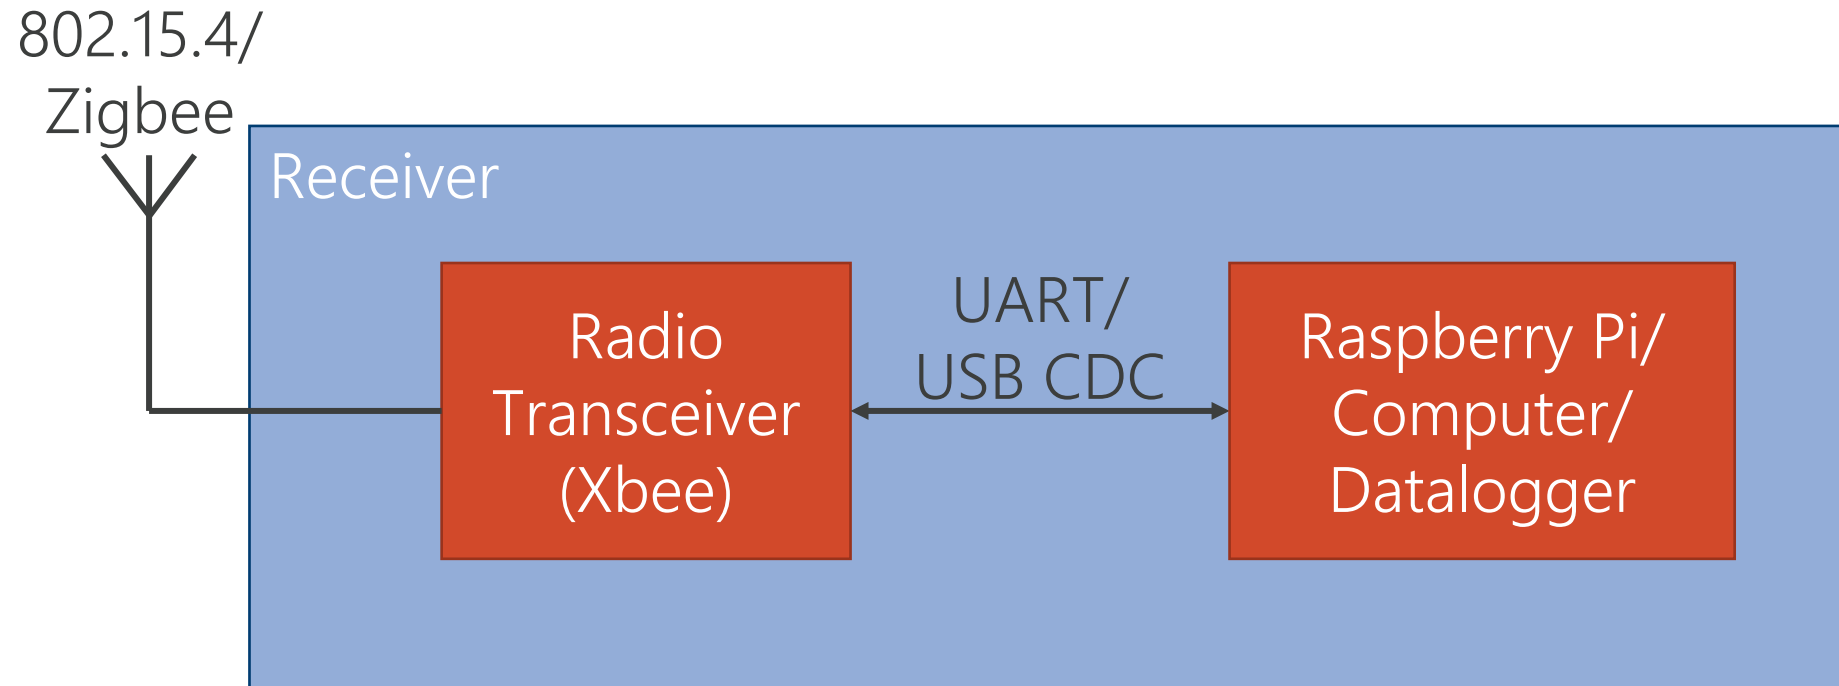 802.15.4/
Zigbee
Receiver
Radio
Transceiver
(Xbee)
UART/
USB CDC
Raspberry Pi/
Computer/
Datalogger